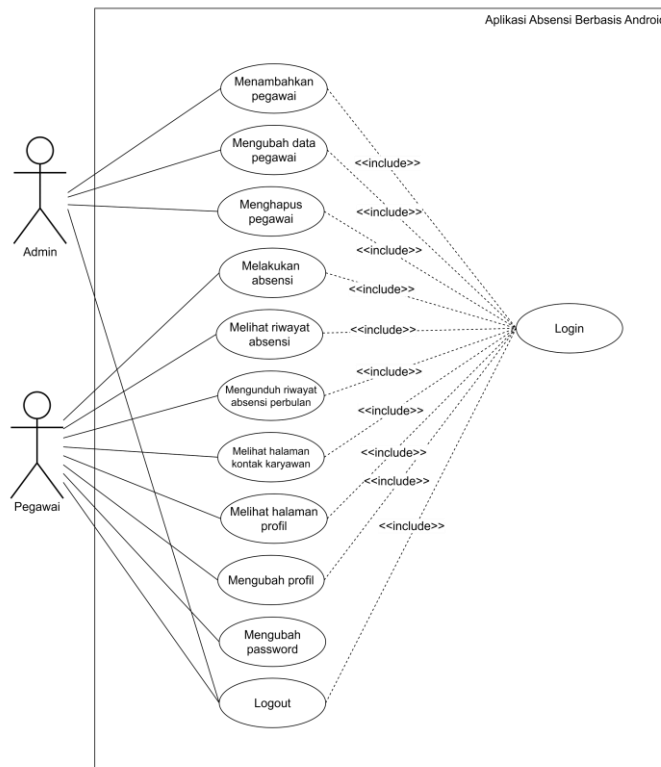 Aplikasi Absensi Berbasis Android
Menambahkan
pegawai
Mengubah data
pegawai
<<include>>
Menghapus
pegawai
<<include>>
Admin
<<include>>
Melakukan
absensi
<<include>>
Melihat riwayat
absensi
<<include>>
Login
Mengunduh riwayat
absensi perbulan
<<include>>
Melihat halaman
kontak karyawan
<<include>>
<<include>>
Pegawai
Melihat halaman
profil
<<include>>
<<include>>
Mengubah profil
Mengubah
password
Logout